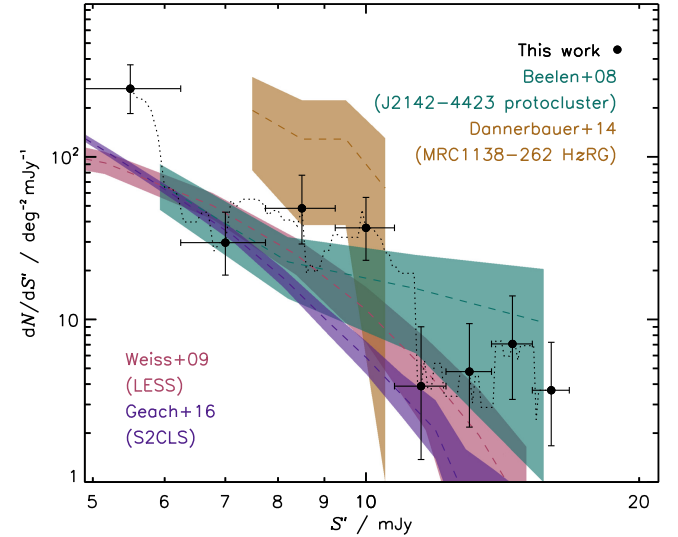 This work
Beelen+08
(J2142−4423 protocluster)
Dannerbauer+14
(MRC1138−262 HzRG)
10²
10
1
dN/dS' / deg⁻² mJy⁻¹
Weiss+09
(LESS)
Geach+16
(S2CLS)
5 6 7 8 9 10 20
S' / mJy